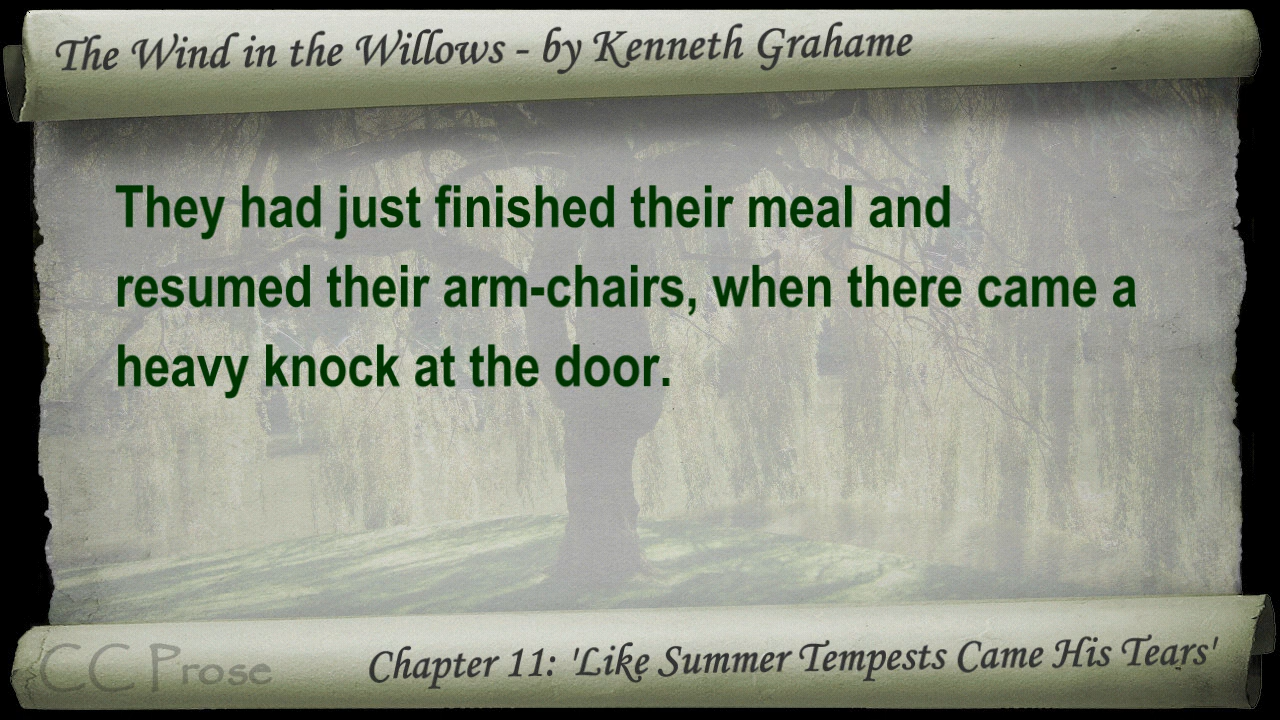 The Wind in the Willows - by Kenneth Grahame
They had just finished their meal and
resumed their arm-chairs, when there came a
heavy knock at the door.
CC Prose
Chapter 11: 'Like Summer Tempests Came His Tears'